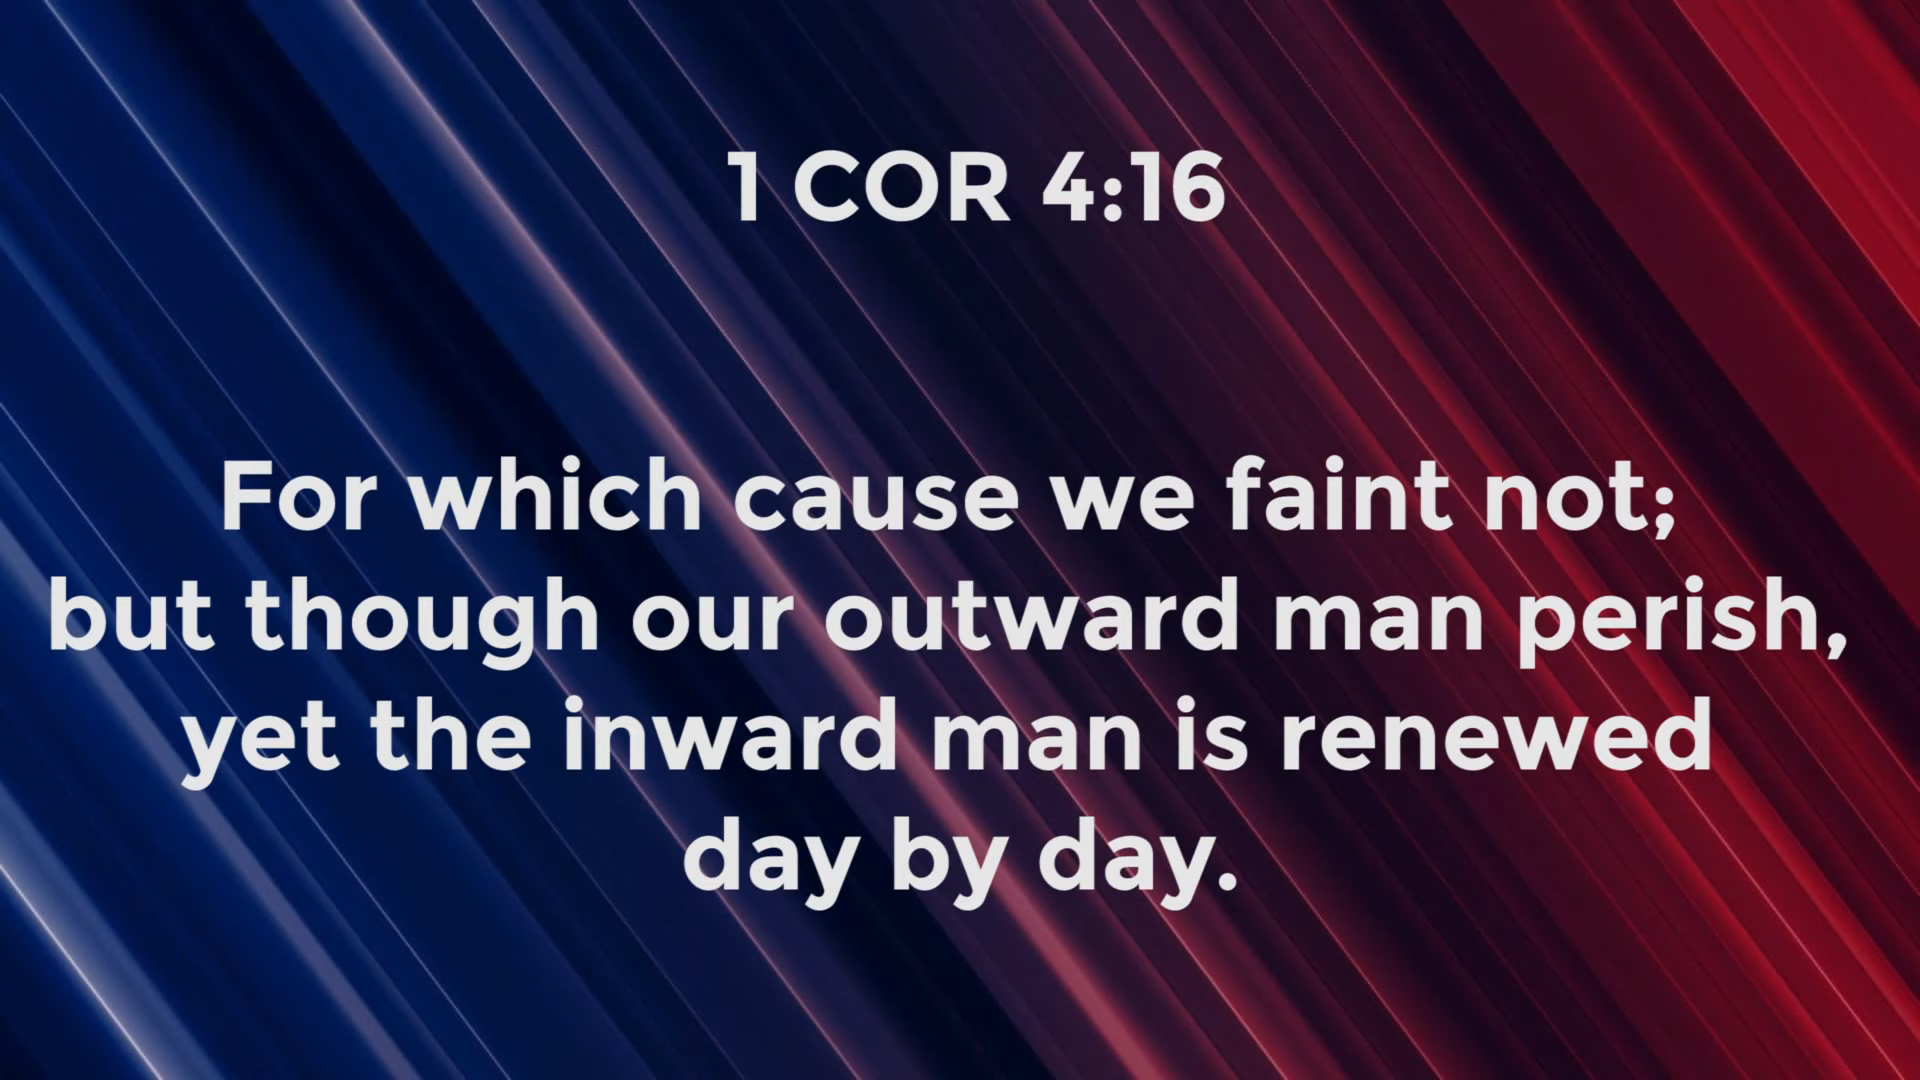 1 COR 4:16
For which cause we faint not;
but though our outward man perish,
yet the inward man is renewed
day by day.